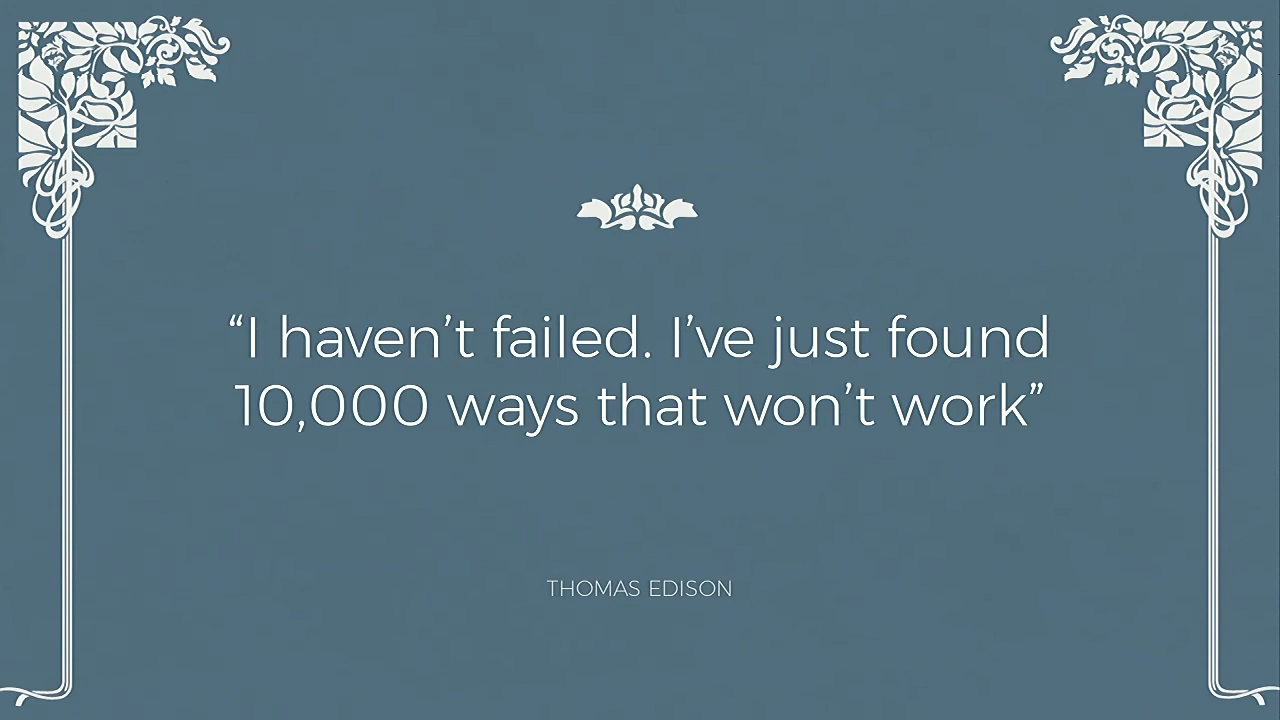 “I haven’t failed. I’ve just found
10,000 ways that won’t work”
THOMAS EDISON